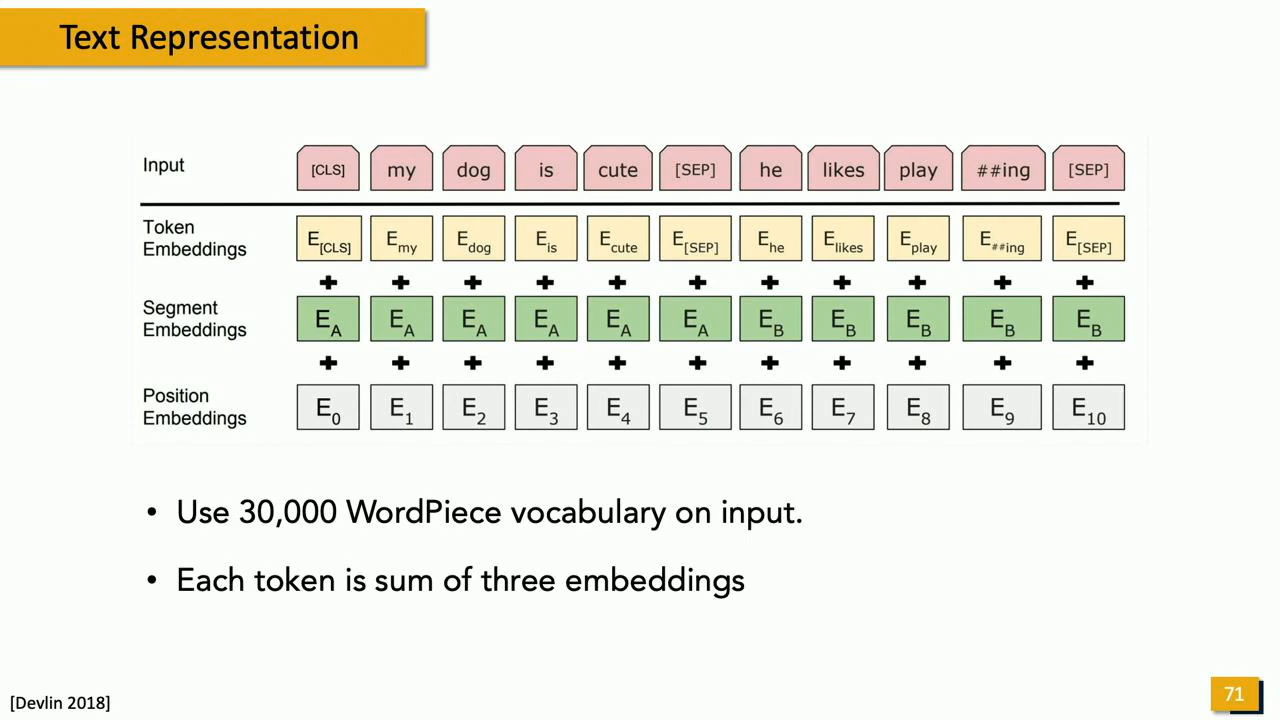 Text Representation
Input [CLS] my dog is cute [SEP] he likes play ##ing [SEP]
Token
Embeddings
E[CLS] Emy Edog Eis Ecute E[SEP] Ehe Elikes Eplay E##ing E[SEP]
+ + + + + + + + + + +
Segment
Embeddings
EA EA EA EA EA EA EB EB EB EB EB
+ + + + + + + + + + +
Position
Embeddings
E0 E1 E2 E3 E4 E5 E6 E7 E8 E9 E10
• Use 30,000 WordPiece vocabulary on input.
• Each token is sum of three embeddings
[Devlin 2018]
71